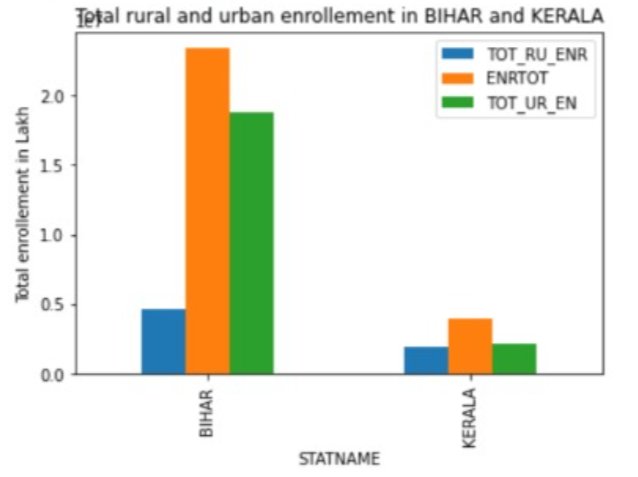 Total rural and urban enrollement in BIHAR and KERALA
1e7
TOT_RU_ENR
ENRTOT
TOT_UR_EN
Total enrollement in Lakh
2.0
1.5
1.0
0.5
0.0
BIHAR
KERALA
STATNAME